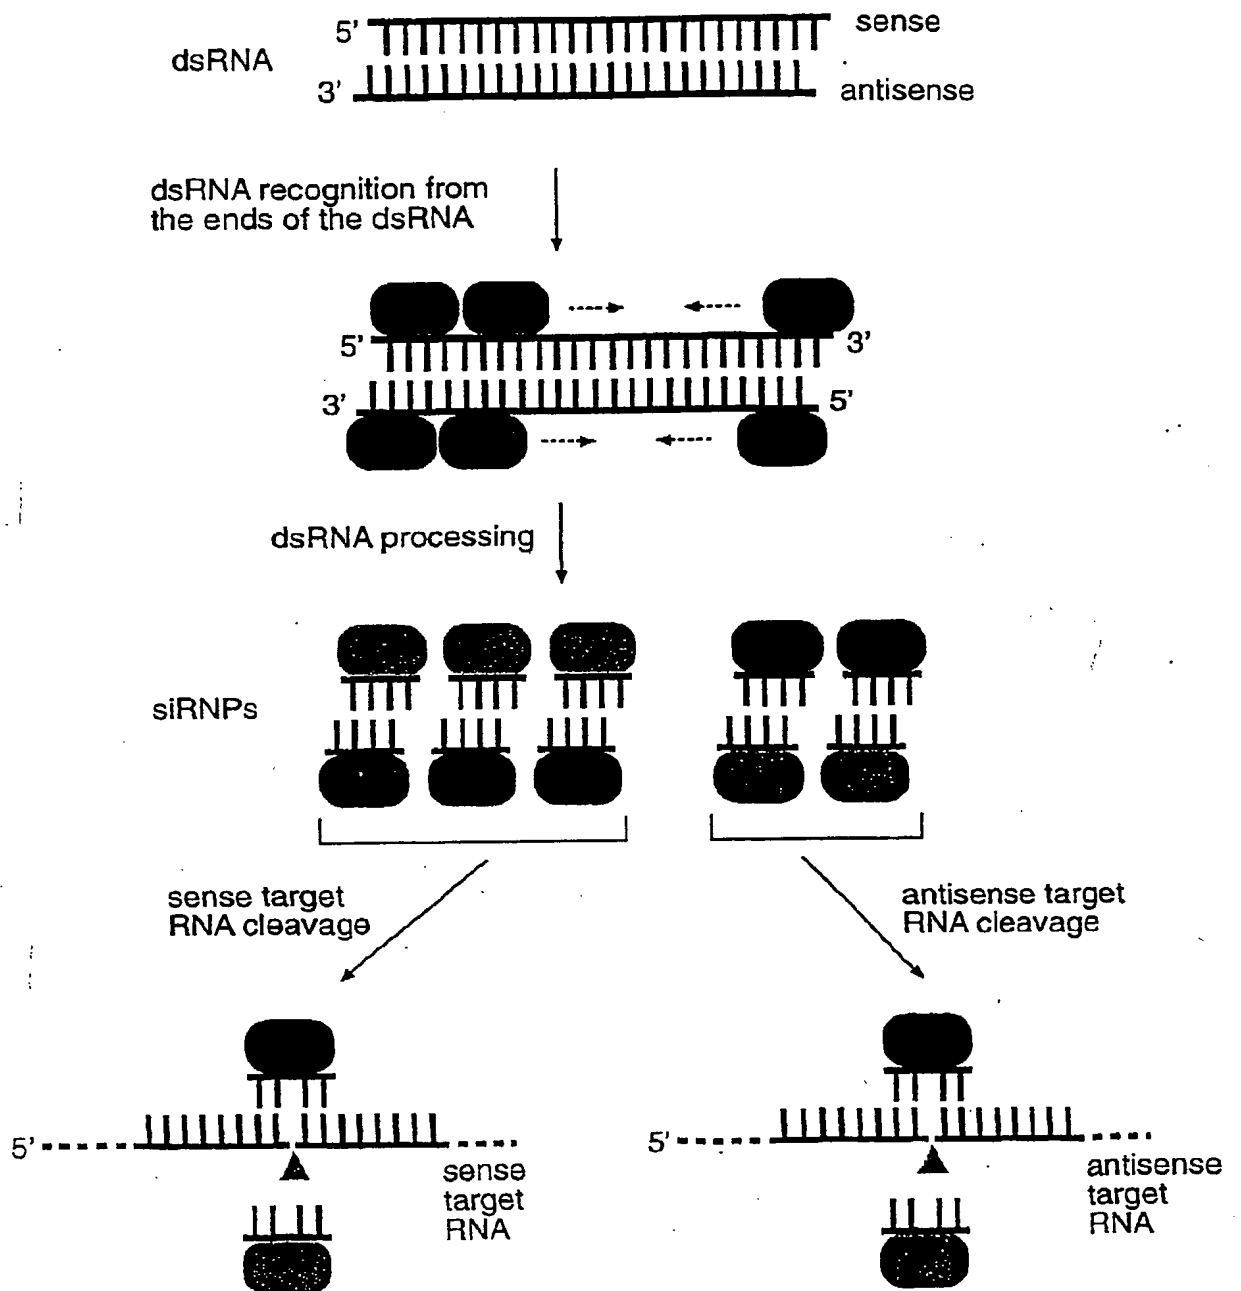 5' sense
dsRNA
3' antisense
dsRNA recognition from
the ends of the dsRNA
5' 3'
3' 5'
dsRNA processing
siRNPs
sense target
RNA cleavage
antisense target
RNA cleavage
5'
sense
target
RNA
5'
antisense
target
RNA